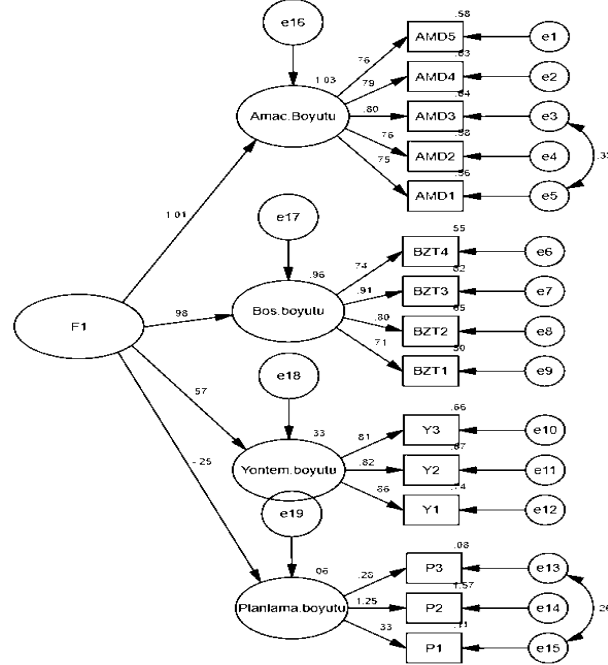 e16
.58
AMD5
e1
.76
.63
1.03
AMD4
e2
.79
.64
Amac.Boyutu
.80
AMD3
e3
.58
.76
AMD2
e4
.75
.56
AMD1
e5
e17
1.01
.55
BZT4
e6
.74
.82
.96
.91
BZT3
e7
.65
Bos.boyutu
.80
BZT2
e8
F1
.98
.71
.50
BZT1
e9
e18
.57
.66
.33
.81
Y3
e10
.67
Yontem.boyutu
.82
Y2
e11
.74
.86
Y1
e12
-.25
e19
.08
.06
.28
P3
e13
1.57
Planlama.boyutu
1.25
P2
e14
.11
.33
P1
e15